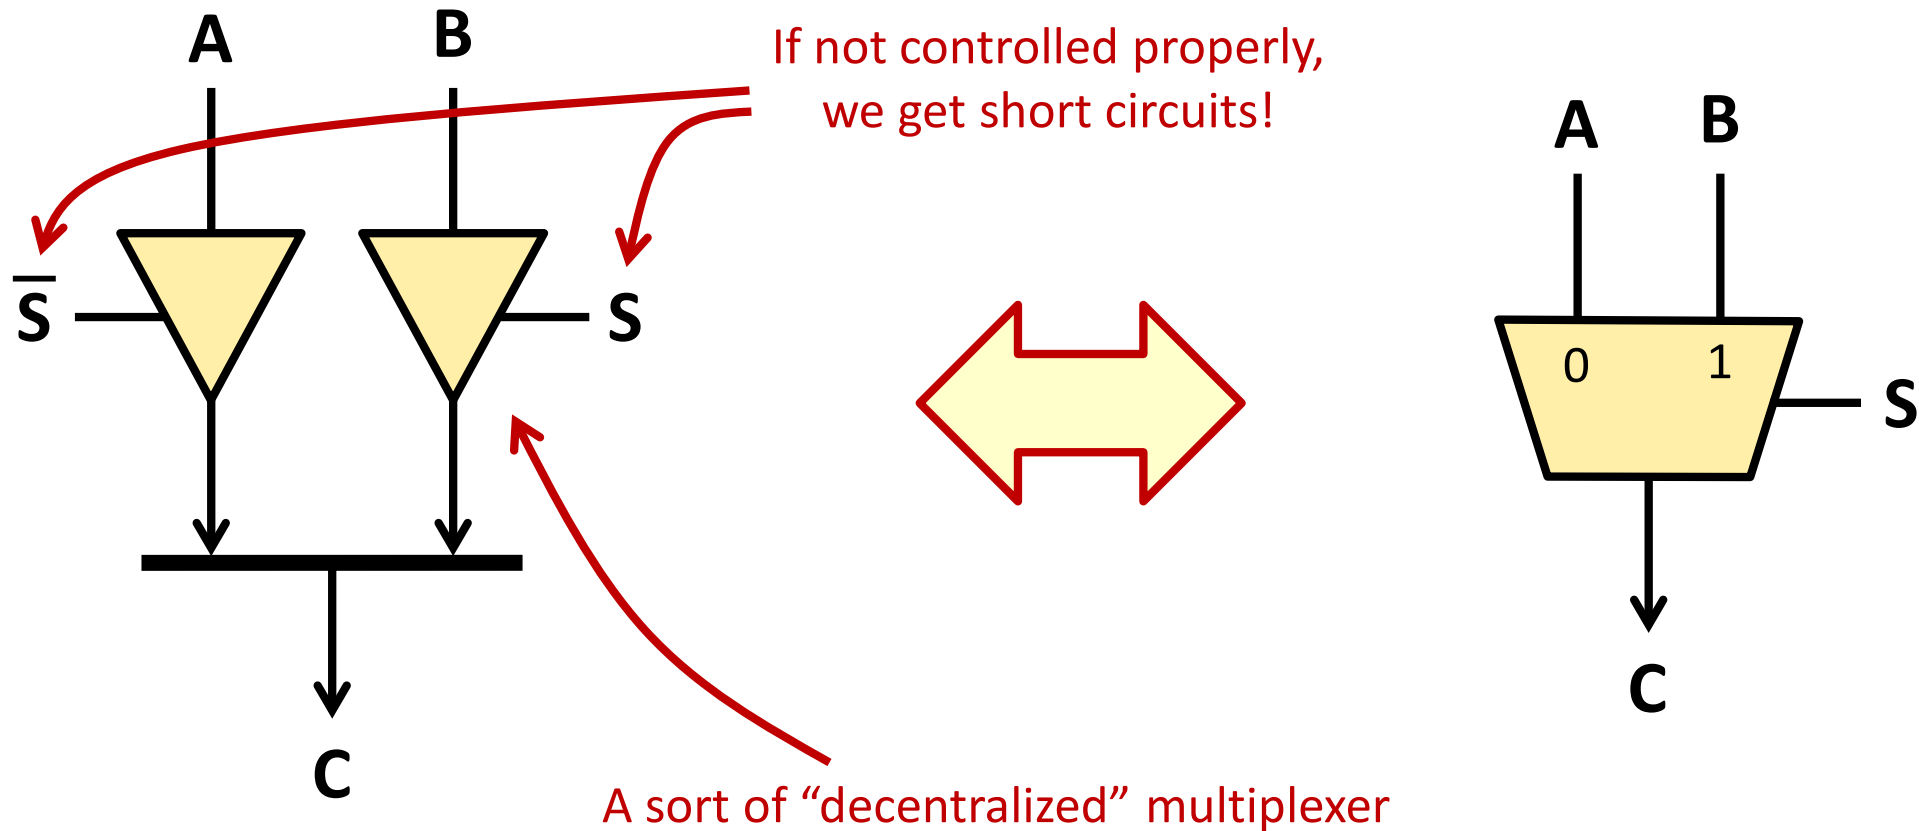 A
B
If not controlled properly,
we get short circuits!
A
B
S̅
S
0
1
S
C
C
A sort of “decentralized” multiplexer